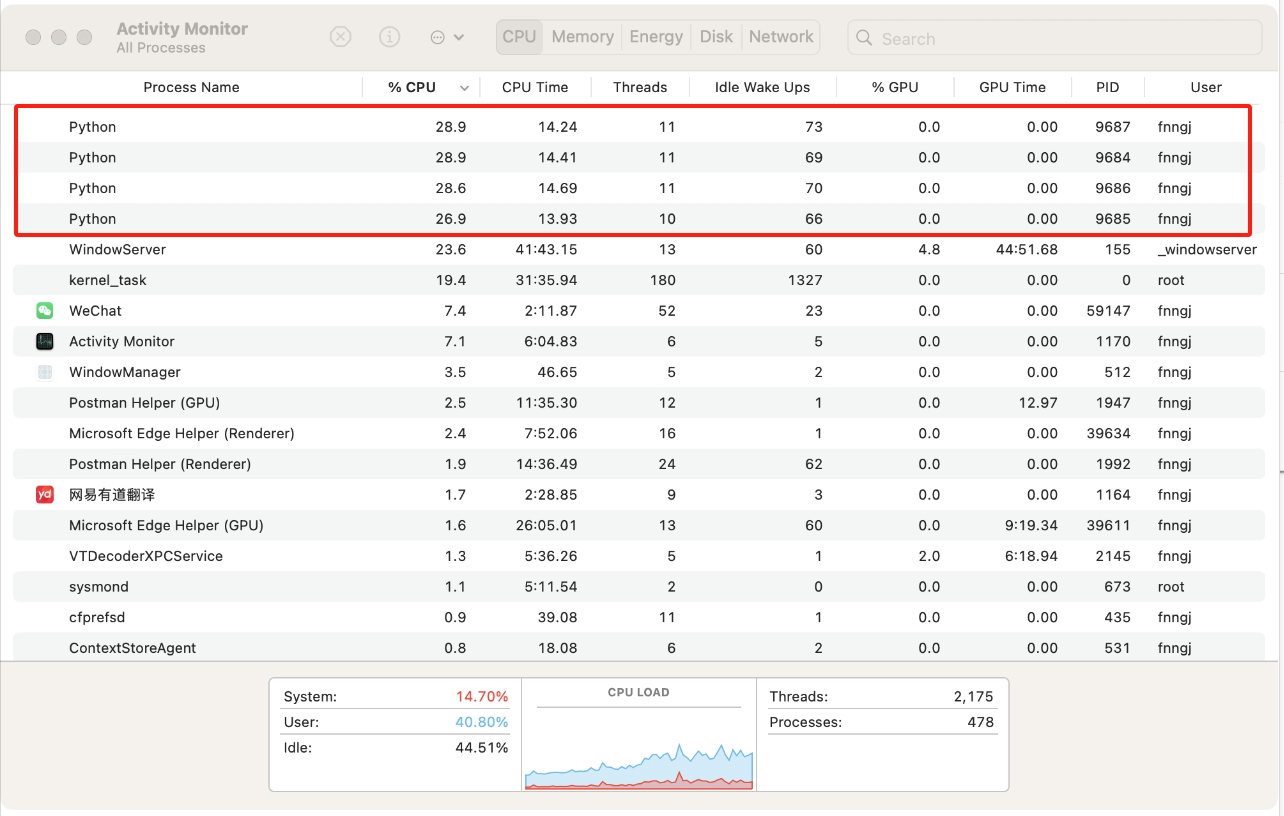 Activity Monitor
All Processes
CPU Memory Energy Disk Network Search
Process Name % CPU CPU Time Threads Idle Wake Ups % GPU GPU Time PID User
Python 28.9 14.24 11 73 0.0 0.00 9687 fnngj
Python 28.9 14.41 11 69 0.0 0.00 9684 fnngj
Python 28.6 14.69 11 70 0.0 0.00 9686 fnngj
Python 26.9 13.93 10 66 0.0 0.00 9685 fnngj
WindowServer 23.6 41:43.15 13 60 4.8 44:51.68 155 _windowserver
kernel_task 19.4 31:35.94 180 1327 0.0 0.00 0 root
WeChat 7.4 2:11.87 52 23 0.0 0.00 59147 fnngj
Activity Monitor 7.1 6:04.83 6 5 0.0 0.00 1170 fnngj
WindowManager 3.5 46.65 5 2 0.0 0.00 512 fnngj
Postman Helper (GPU) 2.5 11:35.30 12 1 0.0 12.97 1947 fnngj
Microsoft Edge Helper (Renderer) 2.4 7:52.06 16 1 0.0 0.00 39634 fnngj
Postman Helper (Renderer) 1.9 14:36.49 24 62 0.0 0.00 1992 fnngj
yd 网易有道翻译 1.7 2:28.85 9 3 0.0 0.00 1164 fnngj
Microsoft Edge Helper (GPU) 1.6 26:05.01 13 60 0.0 9:19.34 39611 fnngj
VTDecoderXPCService 1.3 5:36.26 5 1 2.0 6:18.94 2145 fnngj
sysmond 1.1 5:11.54 2 0 0.0 0.00 673 root
cfprefsd 0.9 39.08 11 1 0.0 0.00 435 fnngj
ContextStoreAgent 0.8 18.08 6 2 0.0 0.00 531 fnngj
System: 14.70% CPU LOAD Threads: 2,175
User: 40.80% Processes: 478
Idle: 44.51%